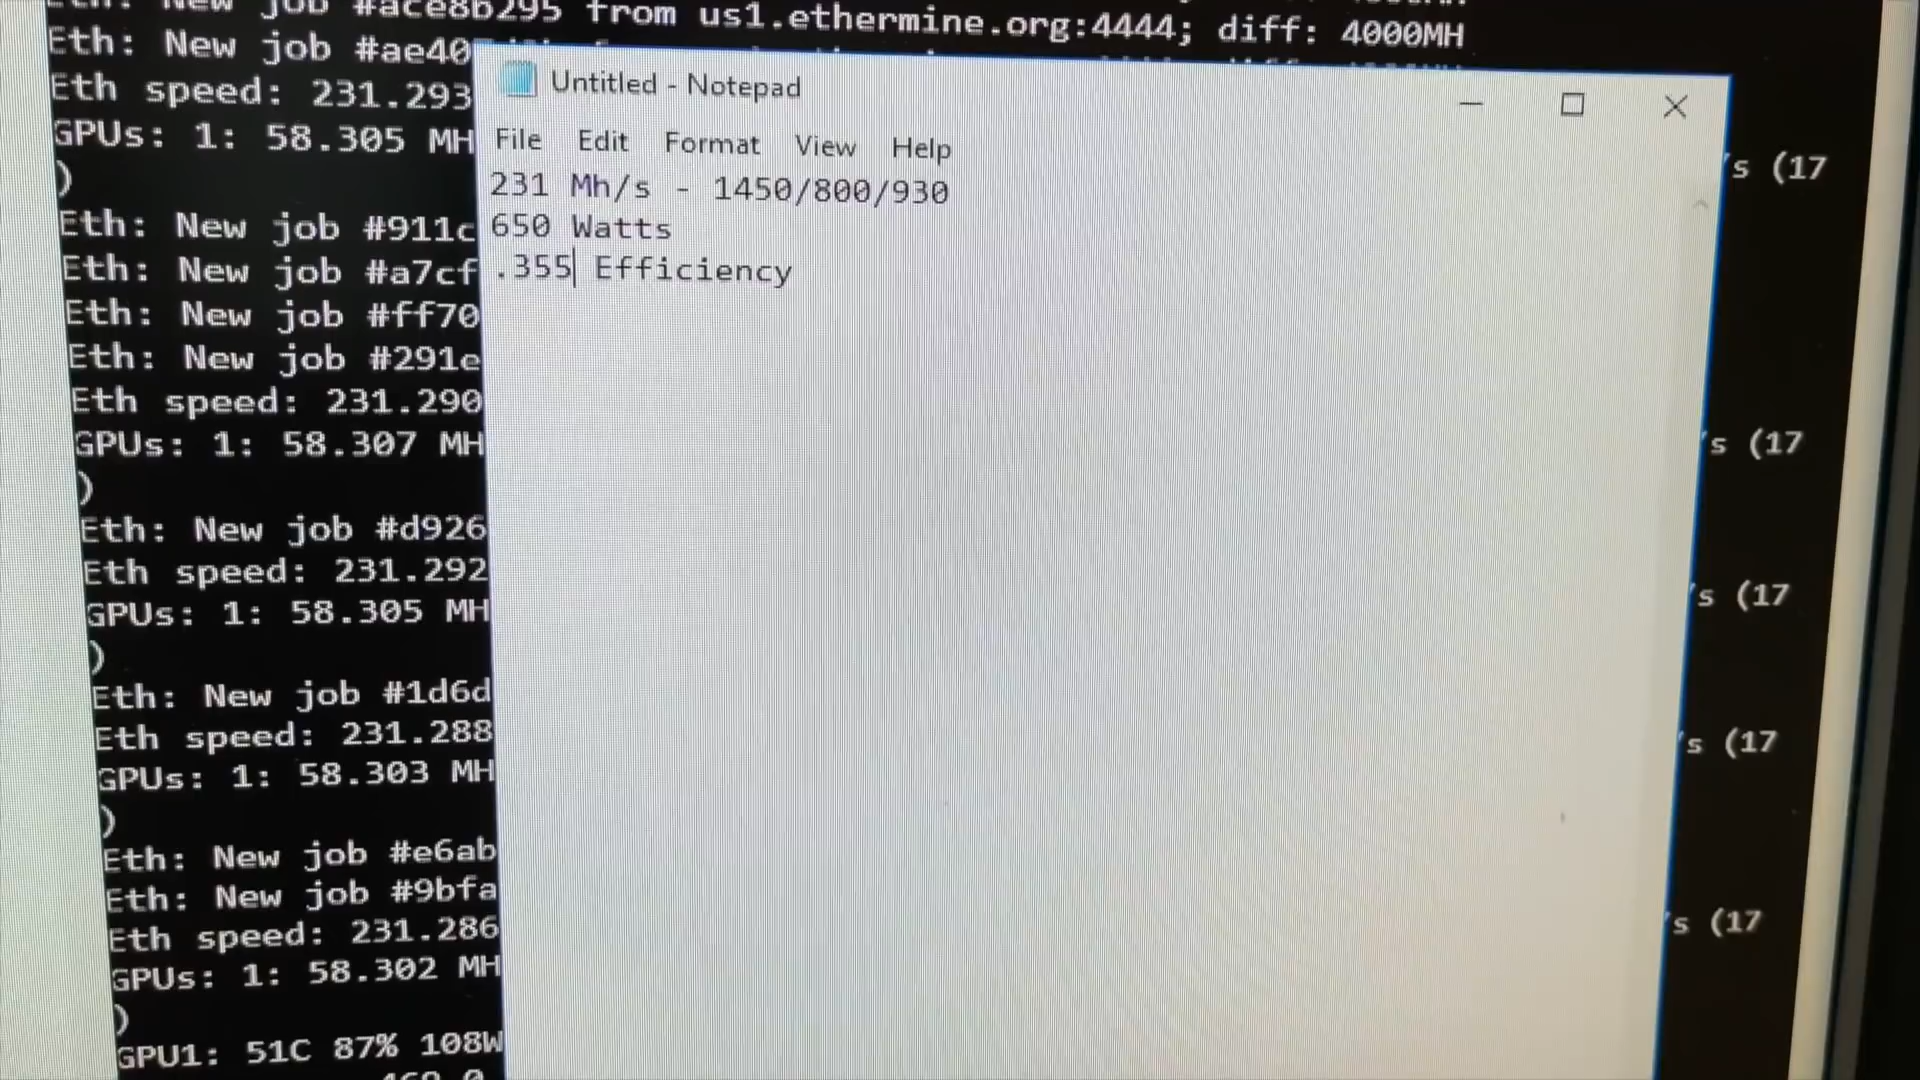 New job #ace8b295 from us1.ethermine.org:4444; diff: 4000MH
Eth: New job #ae40
Eth speed: 231.293
GPUs: 1: 58.305 MH
's (17
)
Eth: New job #911c
Eth: New job #a7cf
Eth: New job #ff70
Eth: New job #291e
Eth speed: 231.290
GPUs: 1: 58.307 MH
's (17
)
Eth: New job #d926
Eth speed: 231.292
GPUs: 1: 58.305 MH
's (17
)
Eth: New job #1d6d
Eth speed: 231.288
GPUs: 1: 58.303 MH
's (17
)
Eth: New job #e6ab
Eth: New job #9bfa
Eth speed: 231.286
GPUs: 1: 58.302 MH
's (17
)
GPU1: 51C 87% 108W
Untitled - Notepad
File Edit Format View Help
231 Mh/s - 1450/800/930
650 Watts
.355 Efficiency